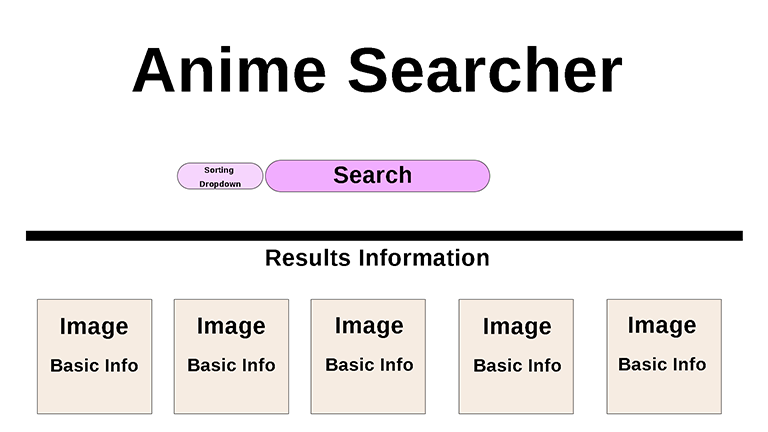 Anime Searcher
Sorting
Dropdown
Search
Results Information
Image
Basic Info
Image
Basic Info
Image
Basic Info
Image
Basic Info
Image
Basic Info